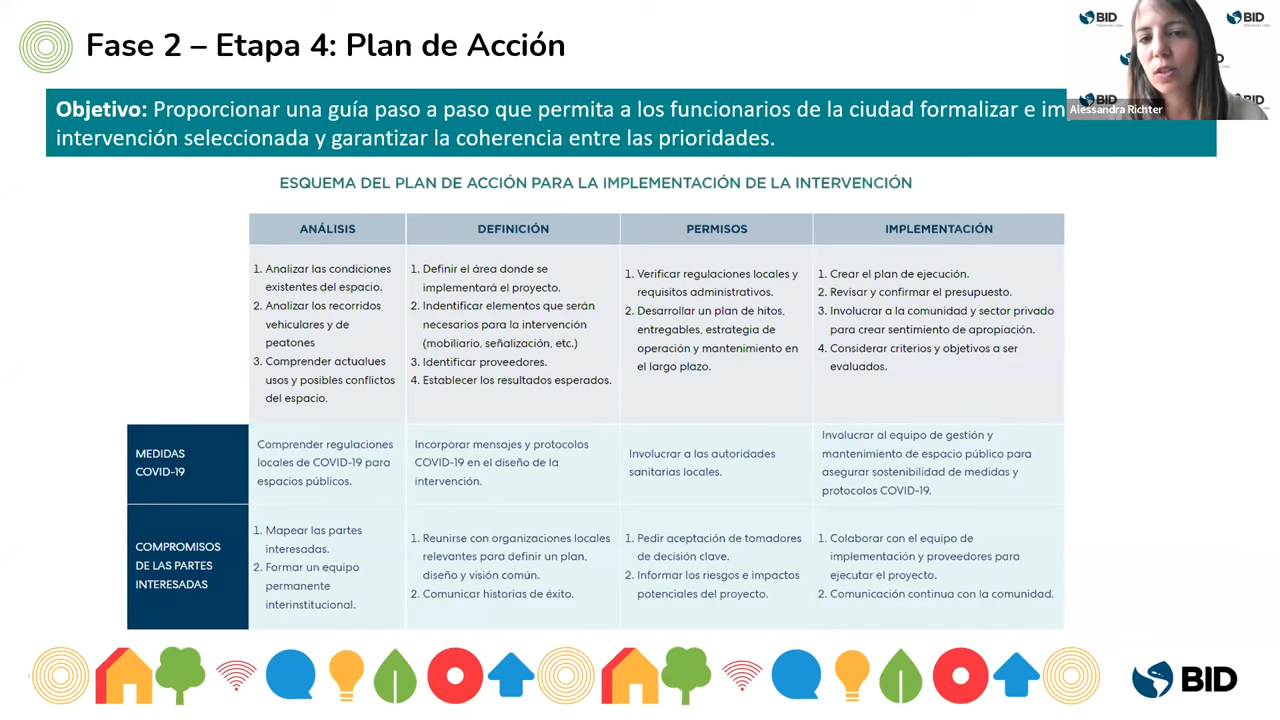 Fase 2 – Etapa 4: Plan de Acción
BID
BID
BID
Alessandra Richter
Objetivo: Proporcionar una guía paso a paso que permita a los funcionarios de la ciudad formalizar e
intervención seleccionada y garantizar la coherencia entre las prioridades.
ESQUEMA DEL PLAN DE ACCIÓN PARA LA IMPLEMENTACIÓN DE LA INTERVENCIÓN
ANÁLISIS
DEFINICIÓN
PERMISOS
IMPLEMENTACIÓN
1. Analizar las condiciones
existentes del espacio.
2. Analizar los recorridos
vehiculares y de
peatones
3. Comprender actualues
usos y posibles conflictos
del espacio.
1. Definir el área donde se
implementará el proyecto.
2. Indentificar elementos que serán
necesarios para la intervención
(mobiliario, señalización, etc.)
3. Identificar proveedores.
4. Establecer los resultados esperados.
1. Verificar regulaciones locales y
requisitos administrativos.
2. Desarrollar un plan de hitos,
entregables, estrategia de
operación y mantenimiento en
el largo plazo.
1. Crear el plan de ejecución.
2. Revisar y confirmar el presupuesto.
3. Involucrar a la comunidad y sector privado
para crear sentimiento de apropiación.
4. Considerar criterios y objetivos a ser
evaluados.
MEDIDAS
COVID-19
Comprender regulaciones
locales de COVID-19 para
espacios públicos.
Incorporar mensajes y protocolos
COVID-19 en el diseño de la
intervención.
Involucrar a las autoridades
sanitarias locales.
Involucrar al equipo de gestión y
mantenimiento de espacio público para
asegurar sostenibilidad de medidas y
protocolos COVID-19.
COMPROMISOS
DE LAS PARTES
INTERESADAS
1. Mapear las partes
interesadas.
2. Formar un equipo
permanente
interinstitucional.
1. Reunirse con organizaciones locales
relevantes para definir un plan,
diseño y visión común.
2. Comunicar historias de éxito.
1. Pedir aceptación de tomadores
de decisión clave.
2. Informar los riesgos e impactos
potenciales del proyecto.
1. Colaborar con el equipo de
implementación y proveedores para
ejecutar el proyecto.
2. Comunicación continua con la comunidad.
BID